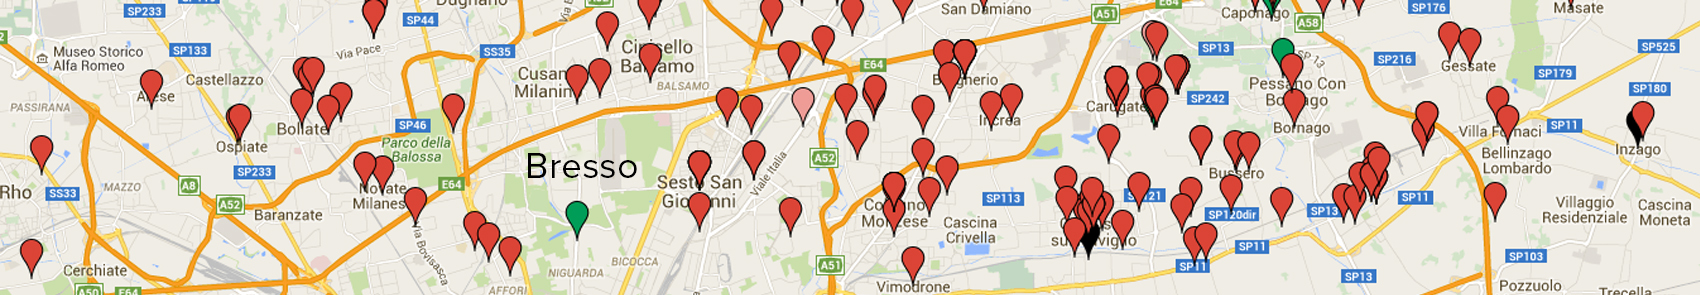 SP233
SP44
Dugnano
San Damiano
A51
E64
Caponago
A58
SP176
Masate
Museo Storico
Alfa Romeo
SP133
Via Pace
SS35
Cinisello
Balsamo
E64
SP13
SP13
SP216
Gessate
SP525
Castellazzo
Cusano
Milanino
BALSAMO
Brugherio
Pessano Con
Bornago
SP179
SP180
PASSIRANA
Arese
Bollate
SP46
Parco della
Balossa
Carugate
SP242
Bornago
Villa Fornaci
SP11
Inzago
Ospiate
A52
Bellinzago
Lombardo
SP233
Bresso
Viale Italia
Bussero
Rho
SS33
MAZZO
A8
A52
Novate
Milanese
E64
Sesto San
Giovanni
Cologno
Monzese
SP113
SP120dir
SP11
Villaggio
Residenziale
Cascina
Moneta
Baranzate
Via Bovisasca
Cascina
Crivella
SP11
Cerchiate
NIGUARDA
BICOCCA
A51
SP11
SP13
SP103
A50
E64
AFFORI
Vimodrone
Pozzuolo
Trecella